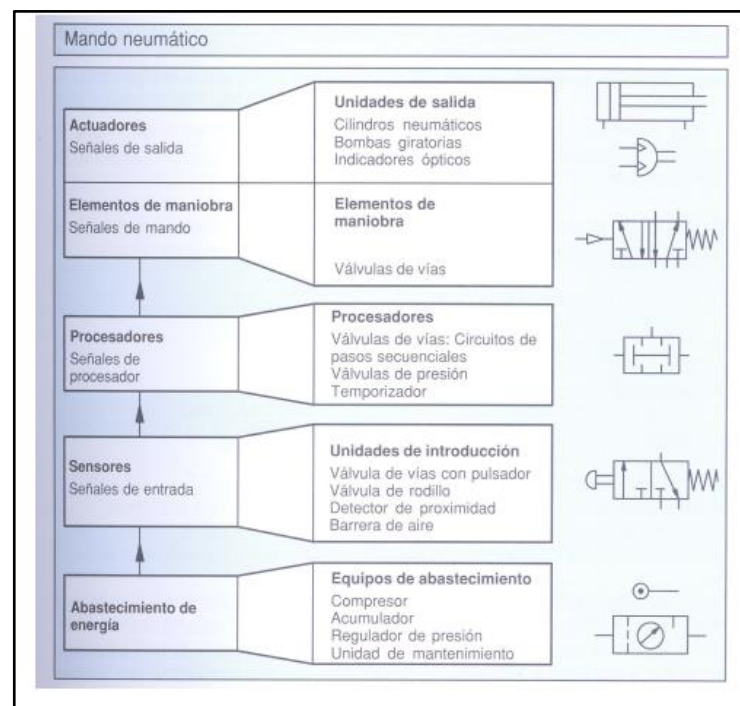 Mando neumático
Actuadores
Señales de salida
Unidades de salida
Cilindros neumáticos
Bombas giratorias
Indicadores ópticos
Elementos de maniobra
Señales de mando
Elementos de
maniobra
Válvulas de vías
Procesadores
Señales de
procesador
Procesadores
Válvulas de vías: Circuitos de
pasos secuenciales
Válvulas de presión
Temporizador
Sensores
Señales de entrada
Unidades de introducción
Válvula de vías con pulsador
Válvula de rodillo
Detector de proximidad
Barrera de aire
Abastecimiento de
energía
Equipos de abastecimiento
Compresor
Acumulador
Regulador de presión
Unidad de mantenimiento